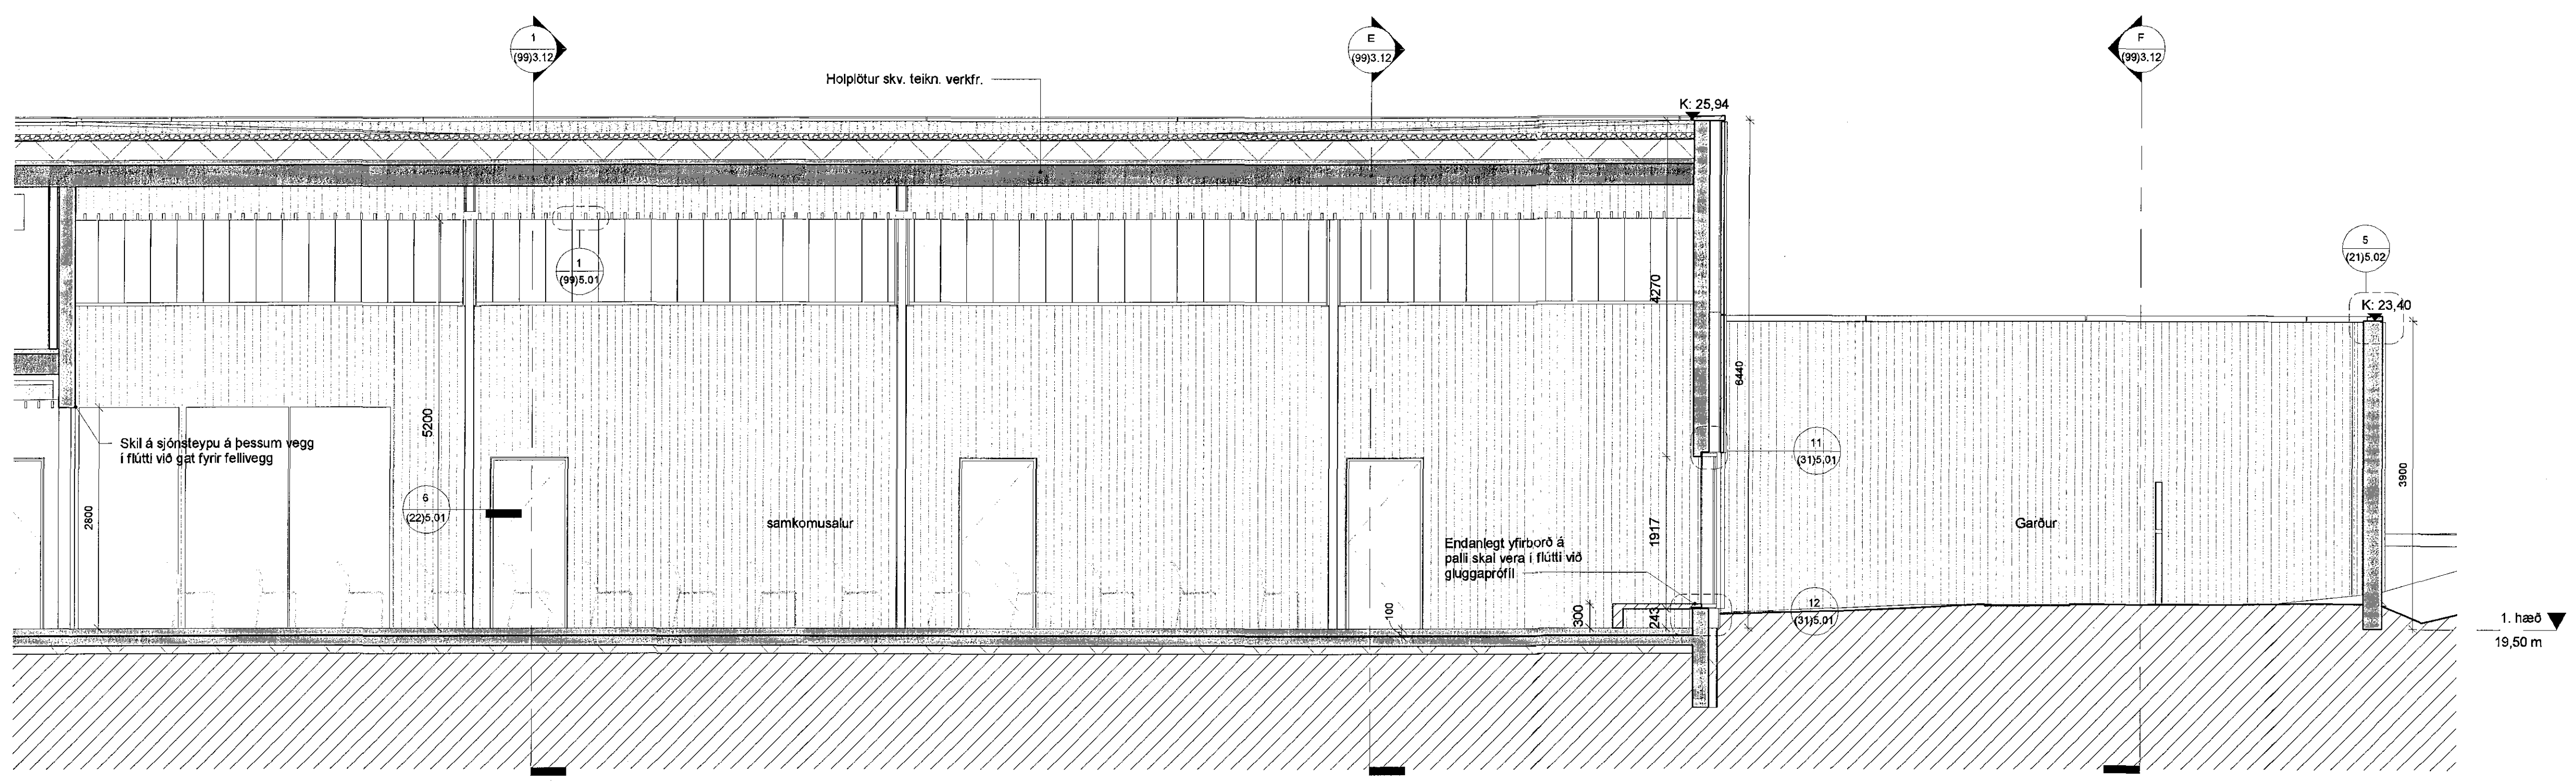 1
(99)3.12
E
(99)3.12
F
(99)3.12
Holplötur skv. teikn. verkfr.
K: 25,94
1
(99)5.01
5
(21)5.02
K: 23,40
4270
6440
5200
Skil á sjónsteypu á þessum vegg
í flútti við gat fyrir fellivegg
11
(31)5,01
3900
2800
6
(22)5,01
samkomusalur
Garður
1917
Endanlegt yfirborð á
palli skal vera í flútti við
gluggaprófíl
100
300
243
12
(31)5,01
1. hæð
19,50 m